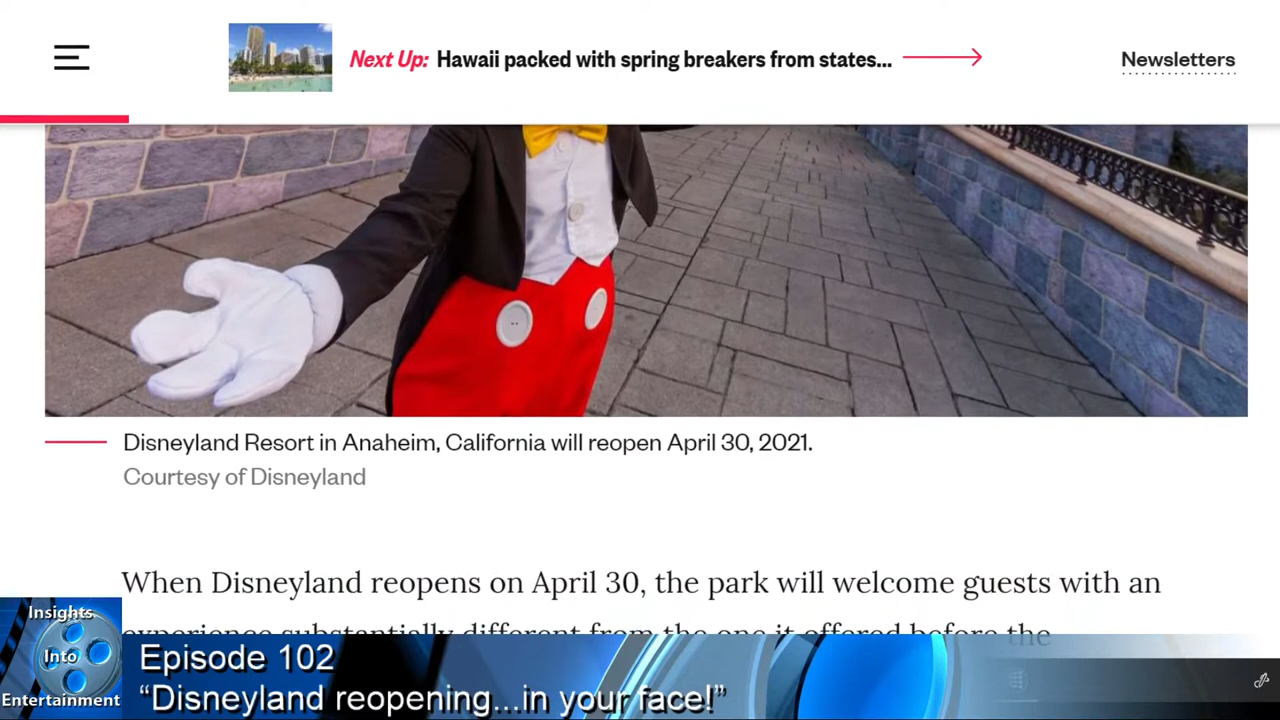 Next Up: Hawaii packed with spring breakers from states...
Newsletters
Disneyland Resort in Anaheim, California will reopen April 30, 2021.
Courtesy of Disneyland
When Disneyland reopens on April 30, the park will welcome guests with an
experience substantially different from the one it offered before the
Insights
Into
Entertainment
Episode 102
“Disneyland reopening...in your face!”